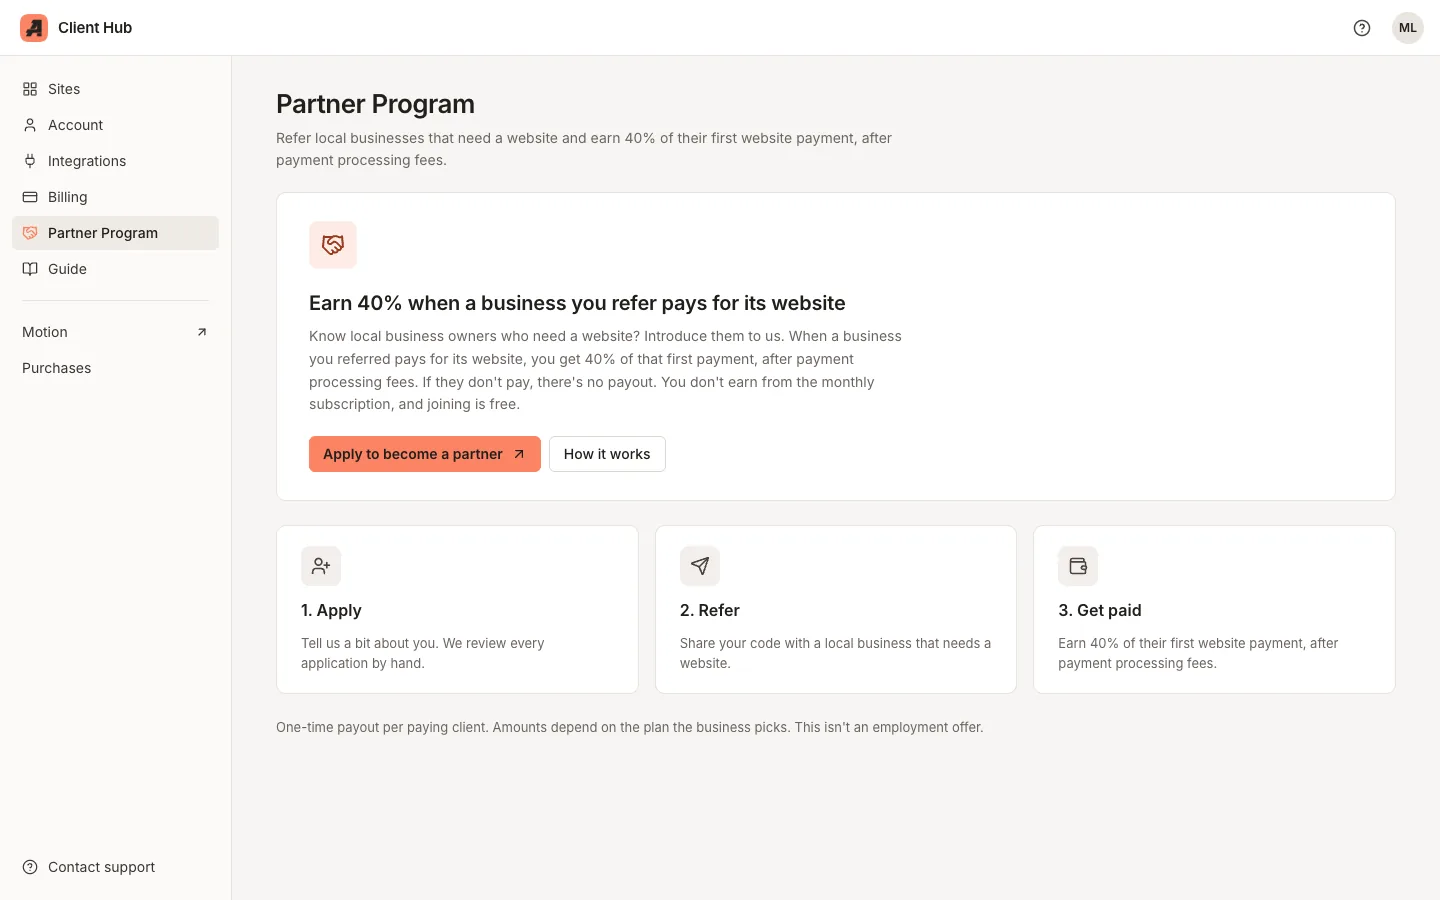 Client Hub
ML
Sites
Account
Integrations
Billing
Partner Program
Guide
Motion
Purchases
Contact support
Partner Program
Refer local businesses that need a website and earn 40% of their first website payment, after
payment processing fees.
Earn 40% when a business you refer pays for its website
Know local business owners who need a website? Introduce them to us. When a business
you referred pays for its website, you get 40% of that first payment, after payment
processing fees. If they don't pay, there's no payout. You don't earn from the monthly
subscription, and joining is free.
Apply to become a partner
How it works
1. Apply
Tell us a bit about you. We review every
application by hand.
2. Refer
Share your code with a local business that needs a
website.
3. Get paid
Earn 40% of their first website payment, after
payment processing fees.
One-time payout per paying client. Amounts depend on the plan the business picks. This isn't an employment offer.